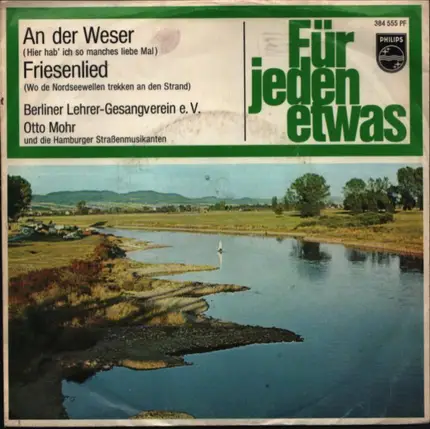 An der Weser
(Hier hab' ich so manches liebe Mal)
Friesenlied
(Wo de Nordseewellen trekken an den Strand)
Berliner Lehrer-Gesangverein e. V.
Otto Mohr
und die Hamburger Straßenmusikanten
Für
jeden
etwas
384 555 PF
PHILIPS